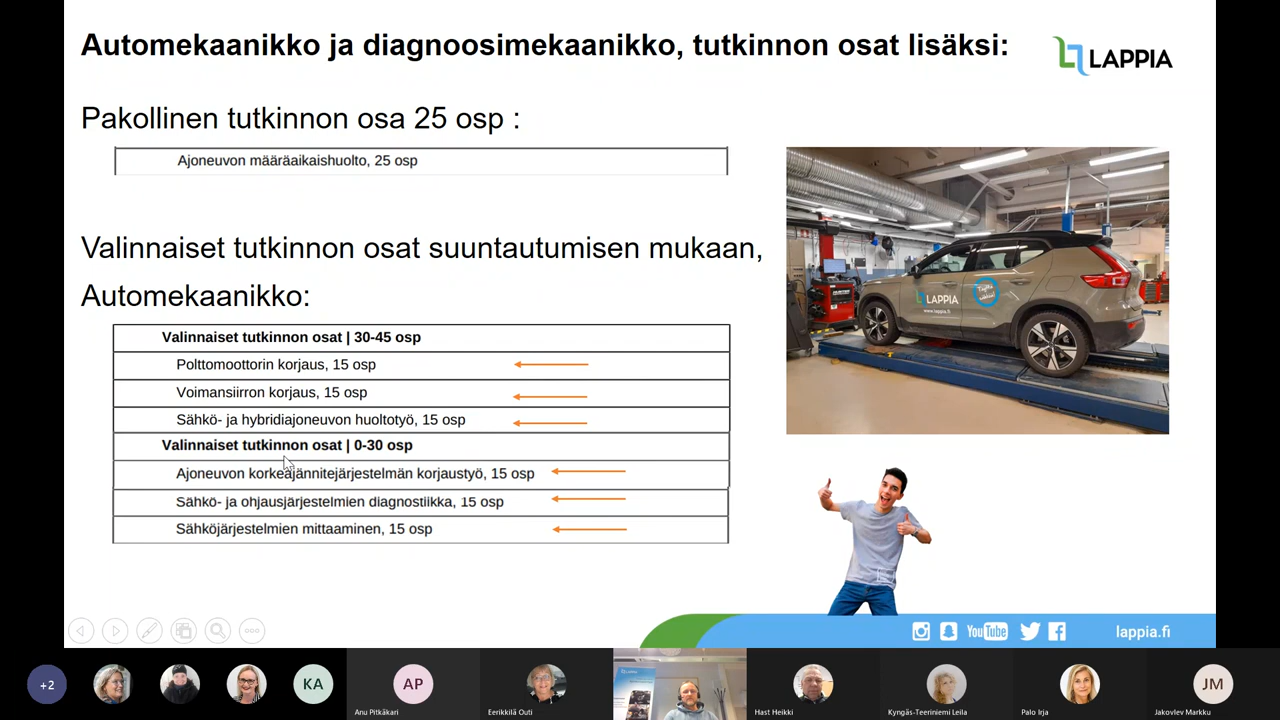 Automekaanikko ja diagnoosimekaanikko, tutkinnon osat lisäksi:
LAPPIA
Pakollinen tutkinnon osa 25 osp :
Ajoneuvon määräaikaishuolto, 25 osp
Valinnaiset tutkinnon osat suuntautumisen mukaan,
Automekaanikko:
Valinnaiset tutkinnon osat | 30-45 osp
Polttomoottorin korjaus, 15 osp
Voimansiirron korjaus, 15 osp
Sähkö- ja hybridiajoneuvon huoltotyö, 15 osp
Valinnaiset tutkinnon osat | 0-30 osp
Ajoneuvon korkeajännitejärjestelmän korjaustyö, 15 osp
Sähkö- ja ohjausjärjestelmien diagnostiikka, 15 osp
Sähköjärjestelmien mittaaminen, 15 osp
LAPPIA
www.lappia.fi
YouTube
lappia.fi
+2
KA
AP
JM
Anu Pitkäkari
Eerikkilä Outi
Hast Heikki
Kyngäs-Teeriniemi Leila
Palo Irja
Jakovlev Markku